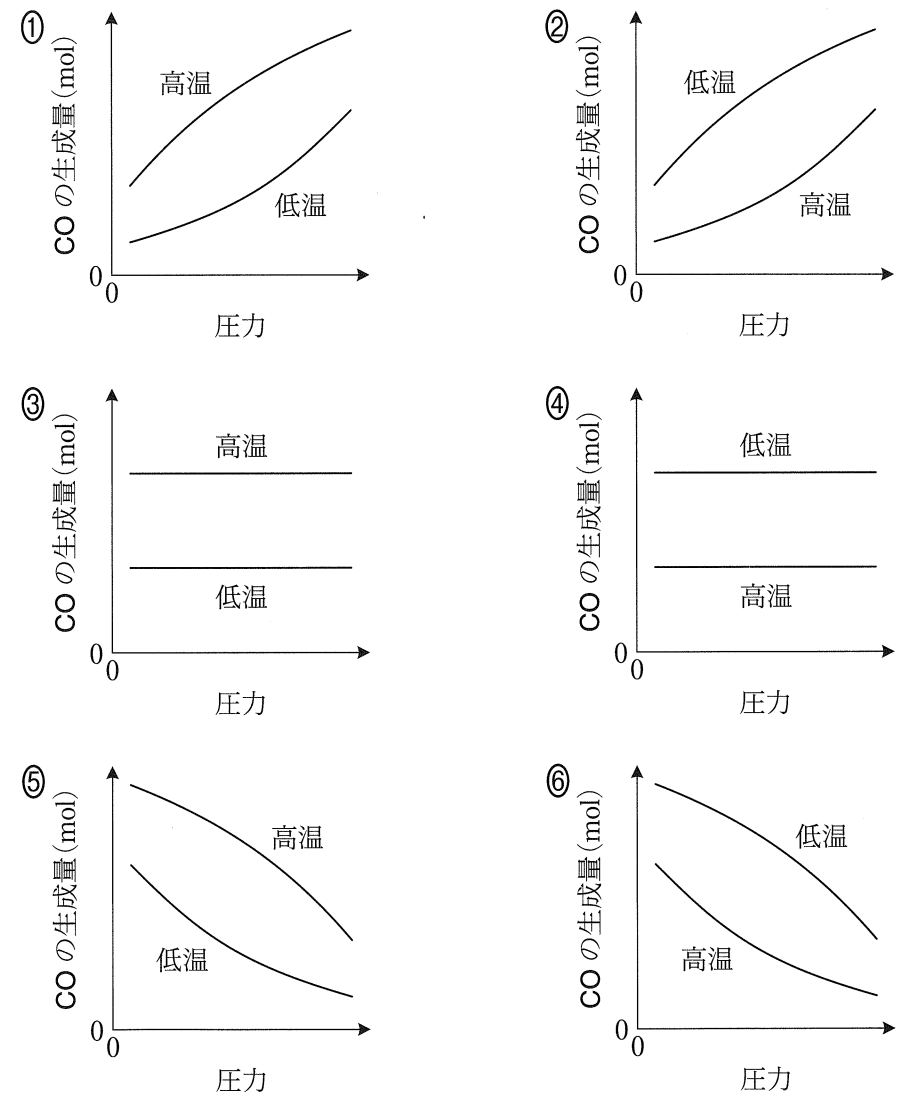 ①
CO の生成量(mol)
高温
低温
0
0
圧力
②
CO の生成量(mol)
低温
高温
0
0
圧力
③
CO の生成量(mol)
高温
低温
0
0
圧力
④
CO の生成量(mol)
低温
高温
0
0
圧力
⑤
CO の生成量(mol)
高温
低温
0
0
圧力
⑥
CO の生成量(mol)
低温
高温
0
0
圧力